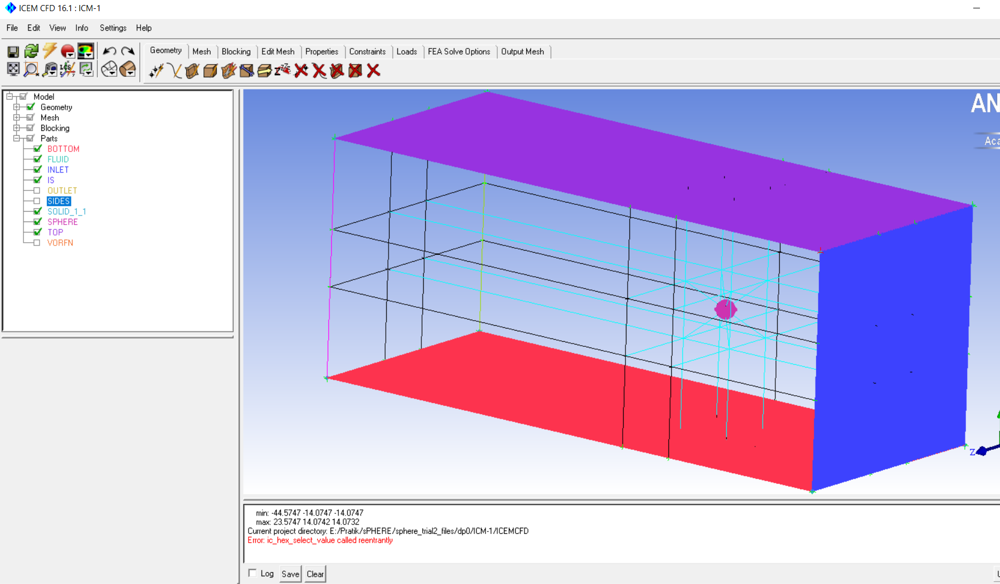 ICEM CFD 16.1 : ICM-1
File Edit View Info Settings Help
Geometry Mesh Blocking Edit Mesh Properties Constraints Loads FEA Solve Options Output Mesh
LCS
Model
Geometry
Mesh
Blocking
Parts
BOTTOM
FLUID
INLET
IS
OUTLET
SIDES
SOLID_1_1
SPHERE
TOP
VORFN
AN
Aca
Z
min: -44.5747 -14.0747 -14.0747
max: 23.5747 14.0742 14.0732
Current project directory: E:/Pratik/sPHERE/sphere_trial2_files/dp0/ICM-1/ICEMCFD
Error: ic_hex_select_value called reentrantly
Log Save Clear